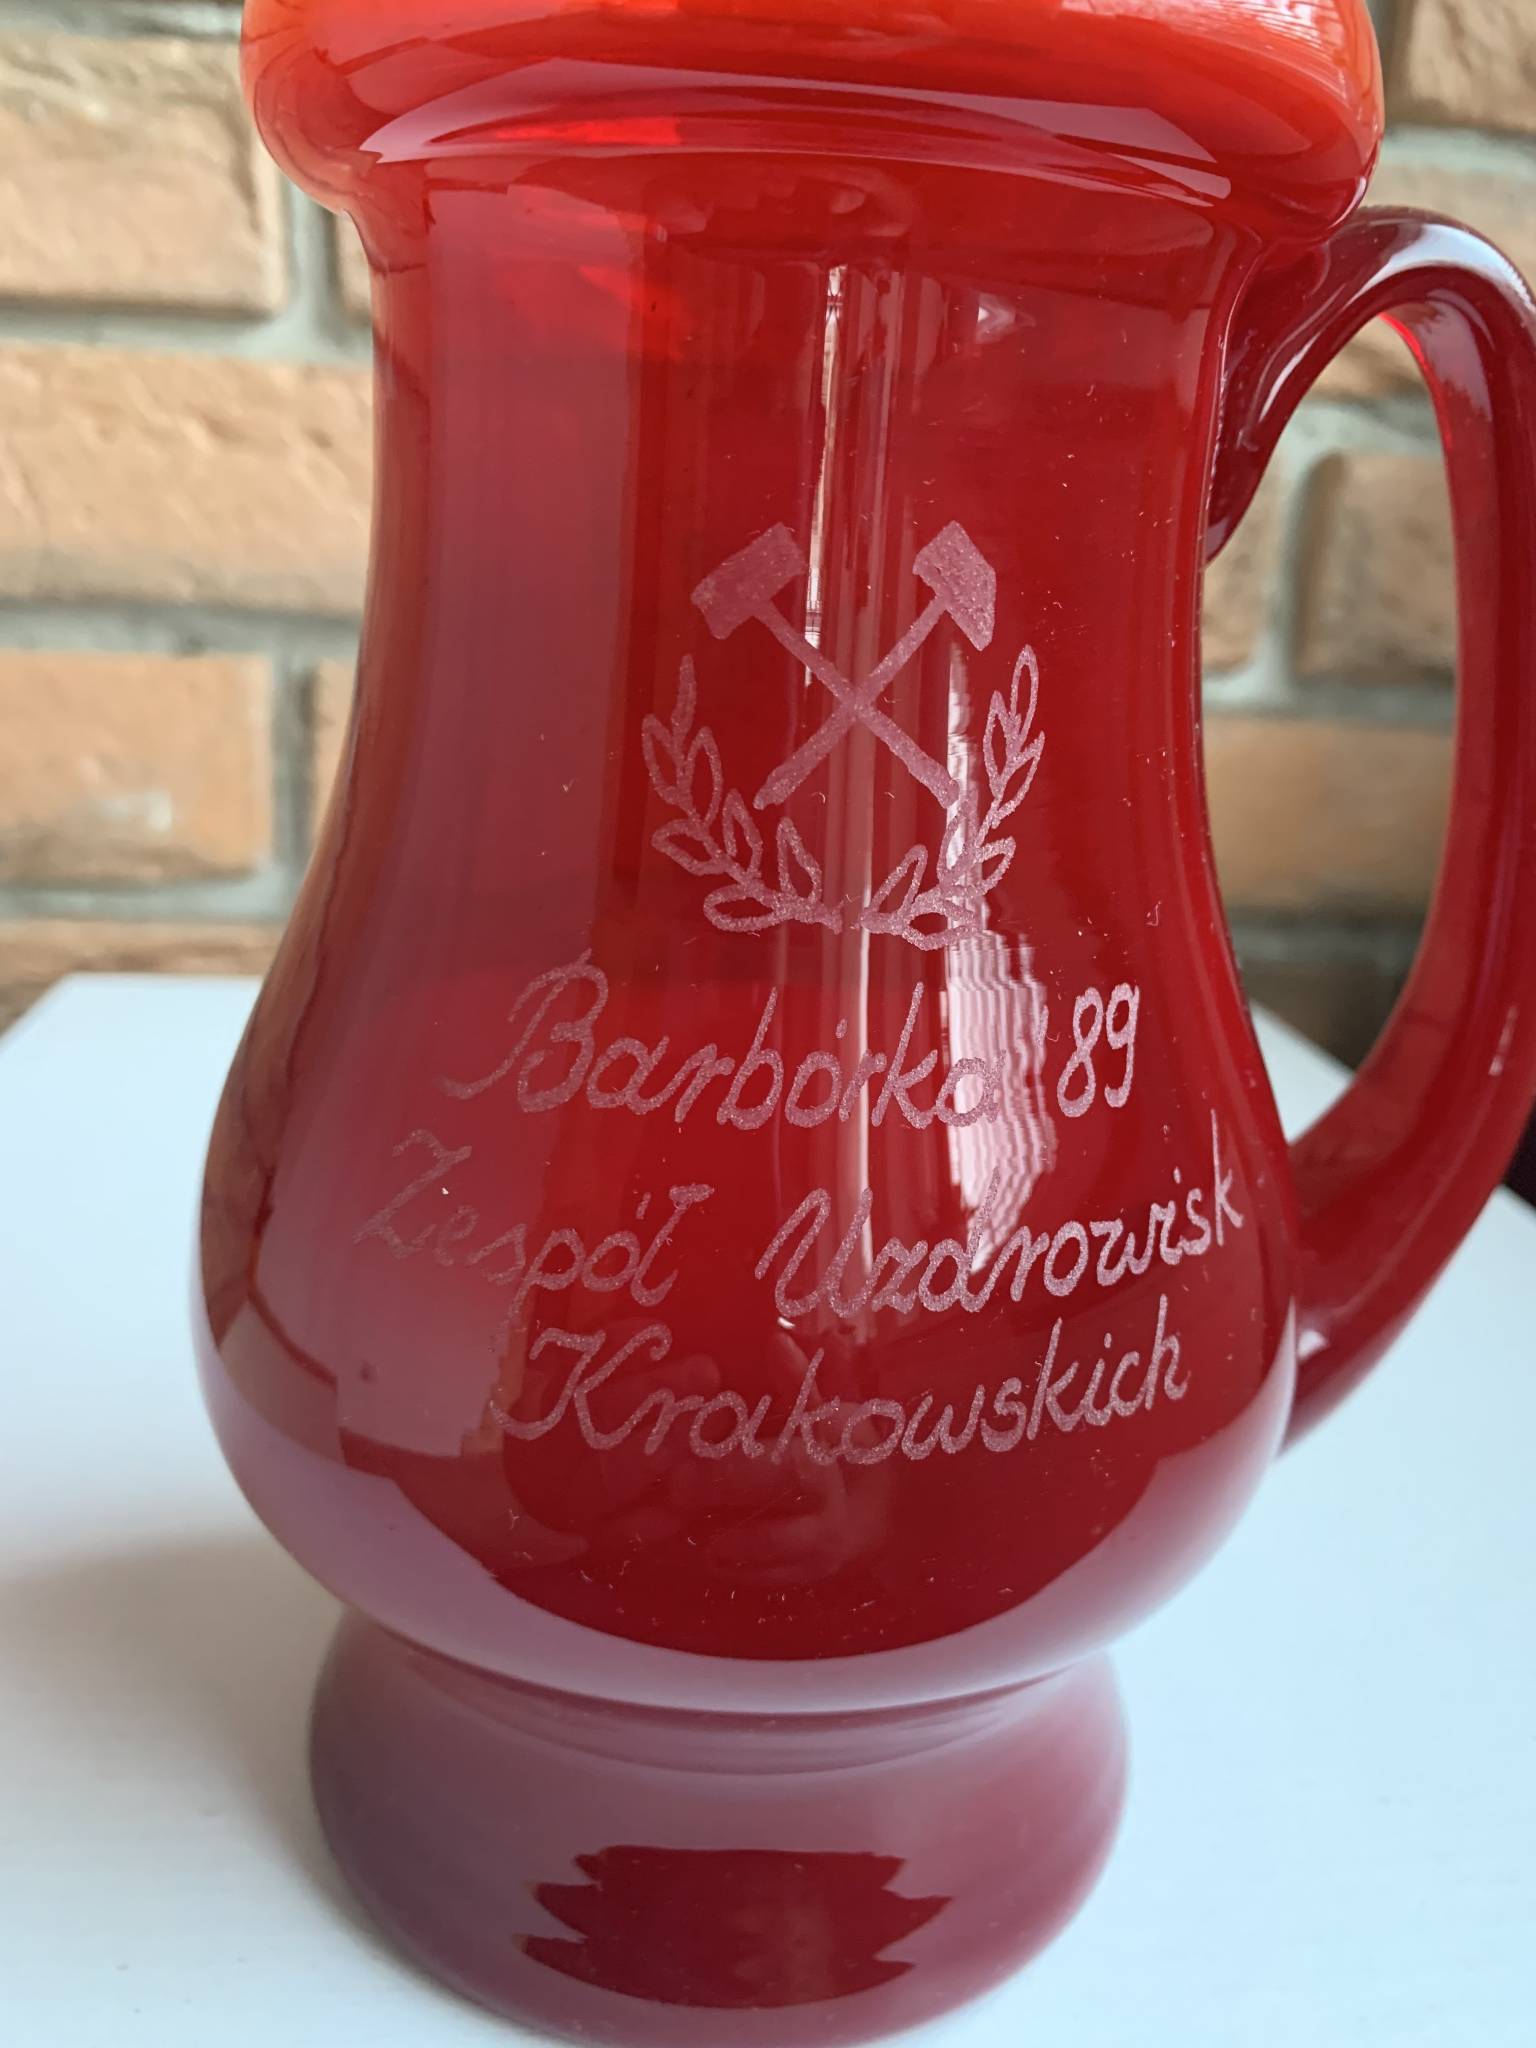 Barbórka '89
Zespół Uzdrowisk
Krakowskich